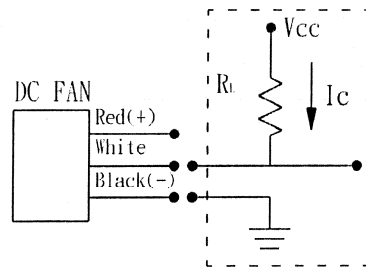 Vcc
DC FAN
RL
Ic
Red(+)
White
Black(-)